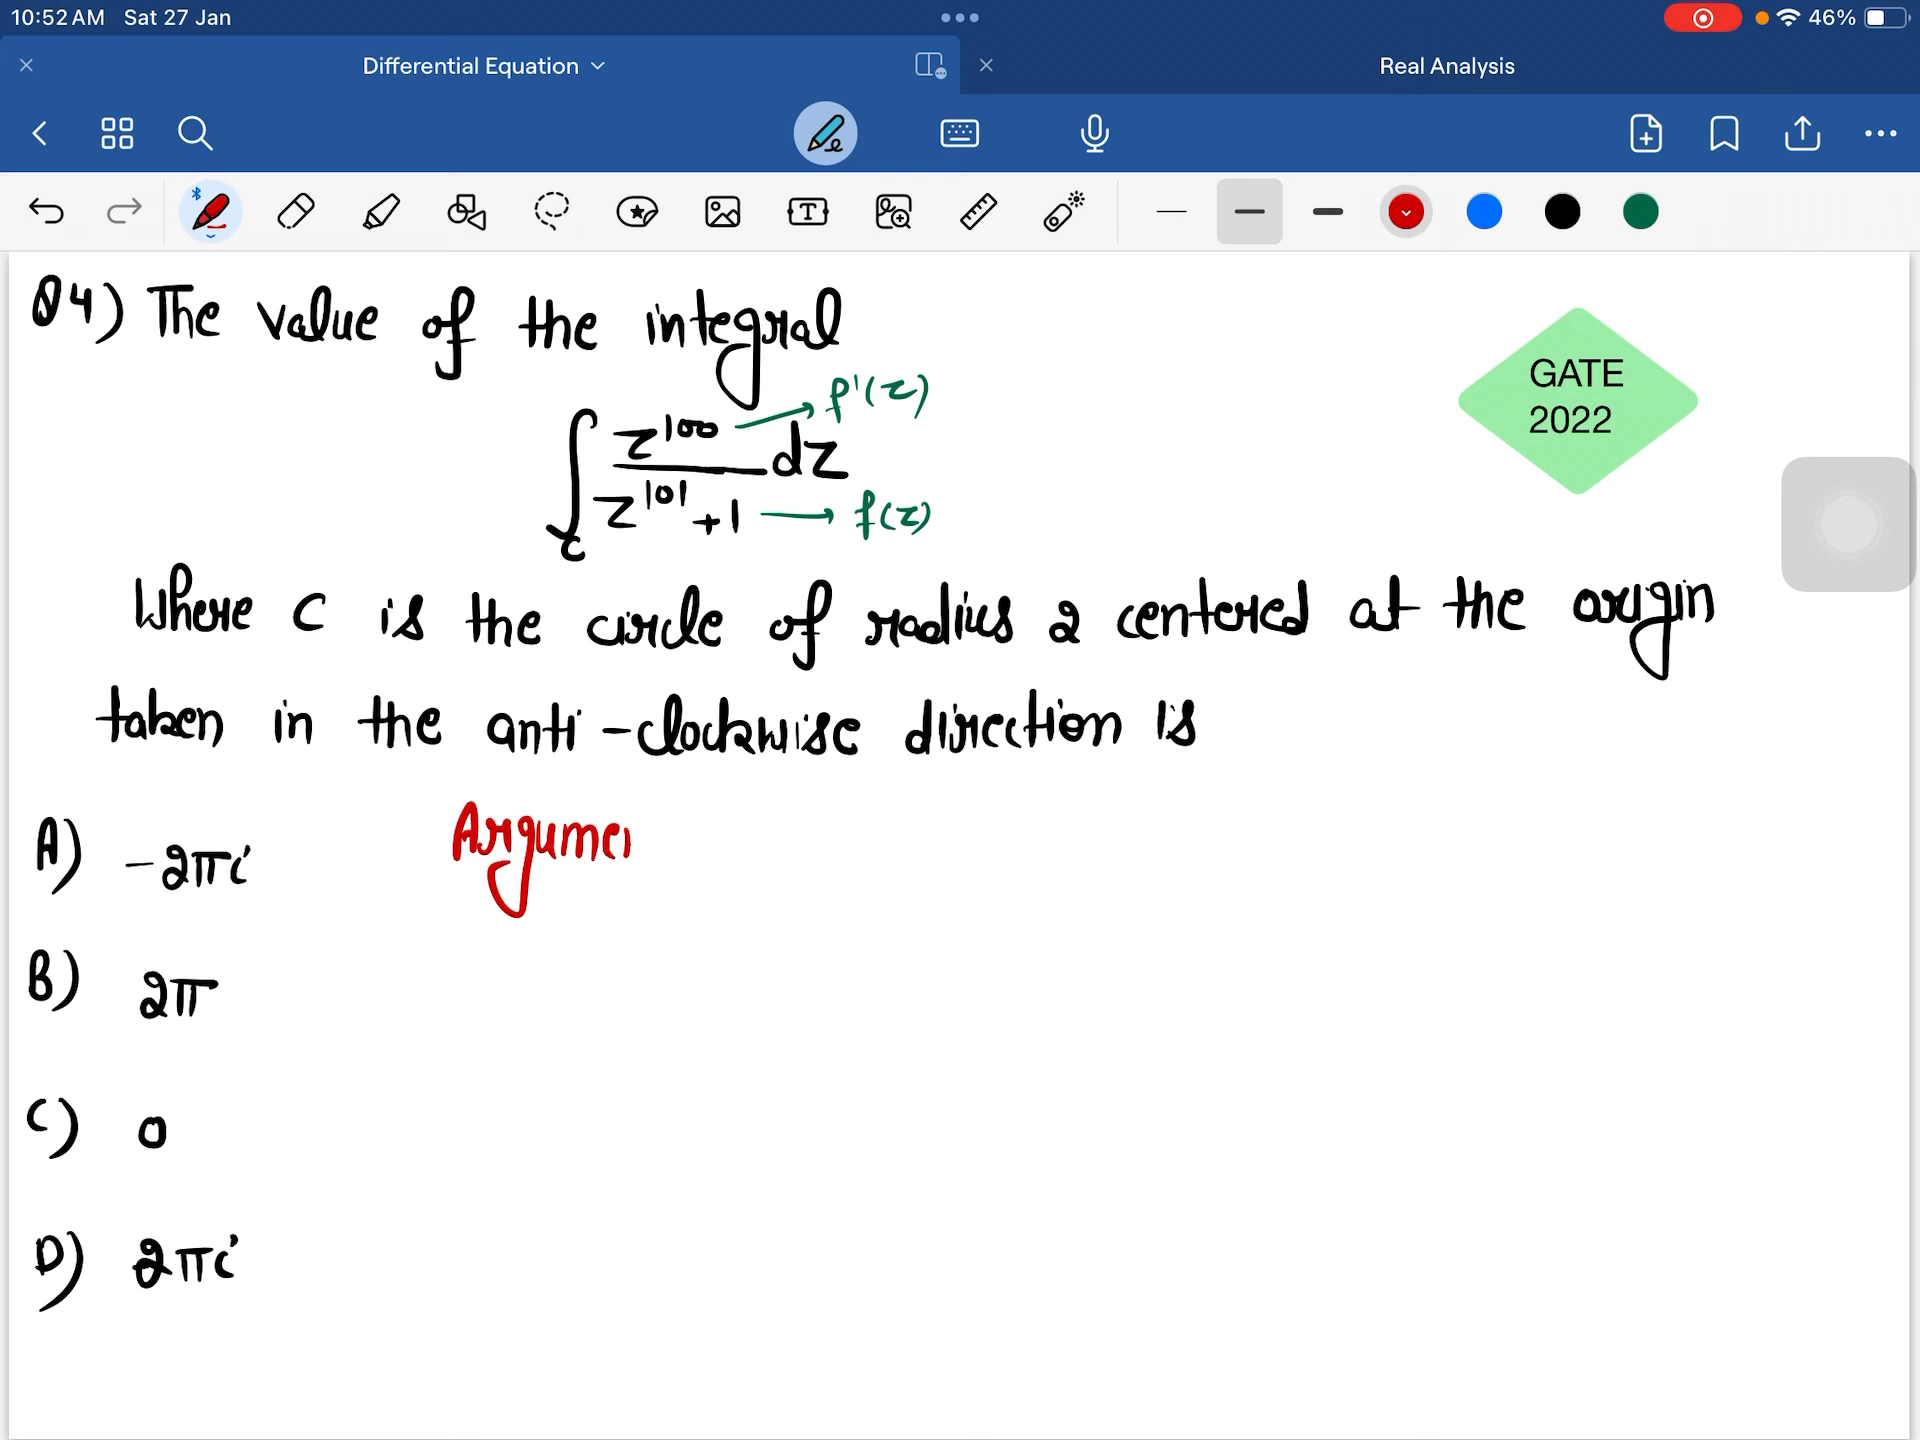 10:52 AM Sat 27 Jan
46%
Differential Equation
Real Analysis
Q4) The value of the integral
GATE
2022
∫_C z^100 / (z^101 + 1) dz
→ f'(z)
→ f(z)
Where C is the circle of radius 2 centered at the origin
taken in the anti-clockwise direction is
A) -2πi
Argumen
B) 2π
C) 0
D) 2πi